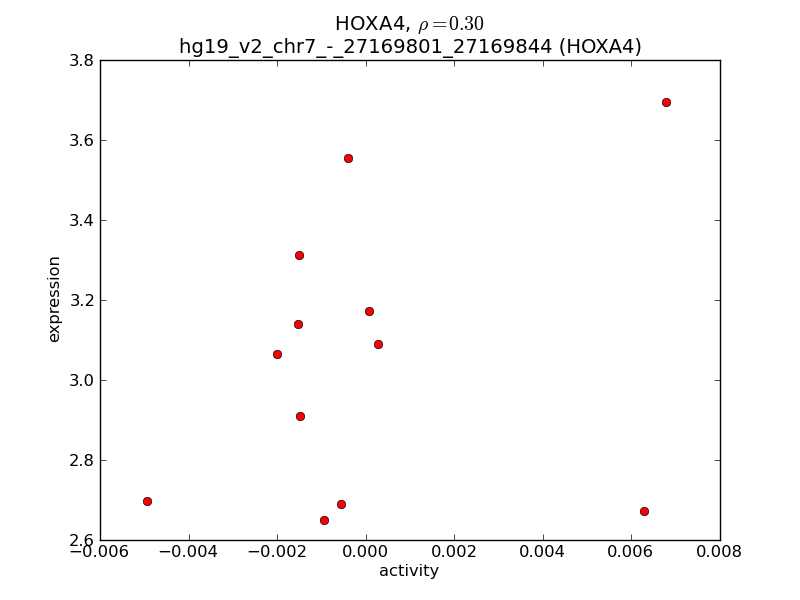 HOXA4, ρ=0.30
hg19_v2_chr7_-_27169801_27169844 (HOXA4)
3.8
3.6
3.4
3.2
3.0
2.8
2.6
expression
−0.006 −0.004 −0.002 0.000 0.002 0.004 0.006 0.008
activity